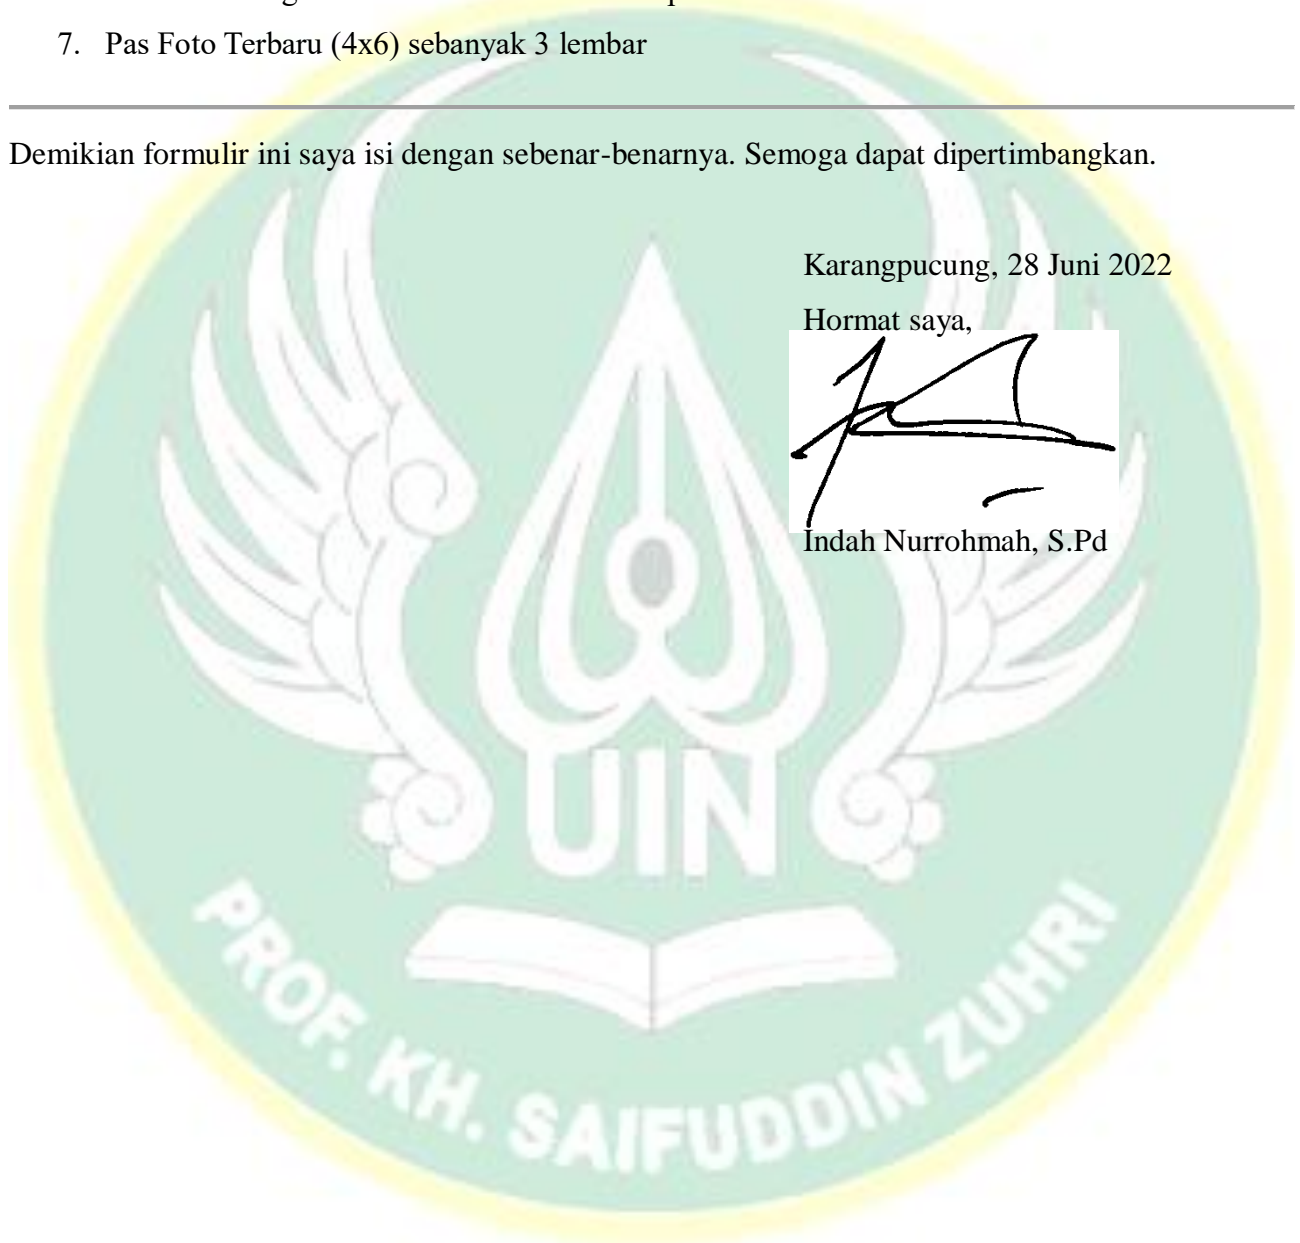 7. Pas Foto Terbaru (4x6) sebanyak 3 lembar
Demikian formulir ini saya isi dengan sebenar-benarnya. Semoga dapat dipertimbangkan.
Karangpucung, 28 Juni 2022
Hormat saya,
Indah Nurrohmah, S.Pd
UIN
PROF. KH. SAIFUDDIN ZUHRI